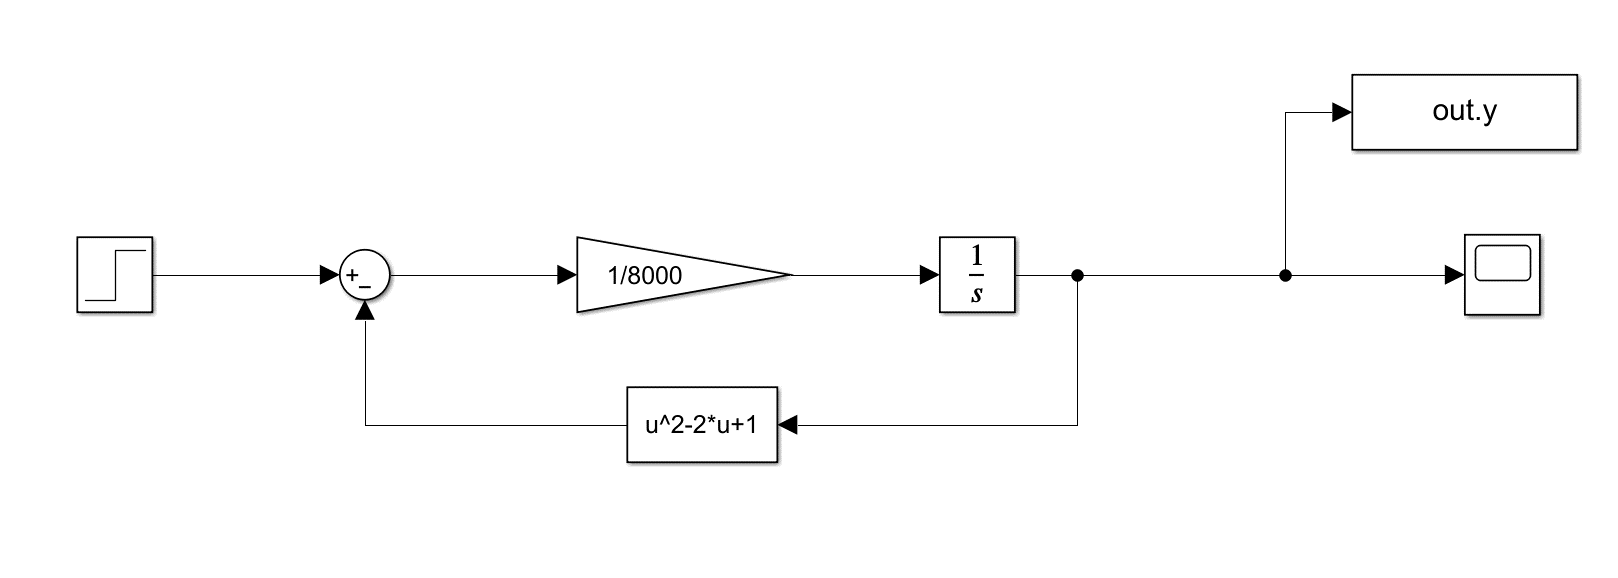 out.y
+
−
1/8000
1
s
u^2-2*u+1